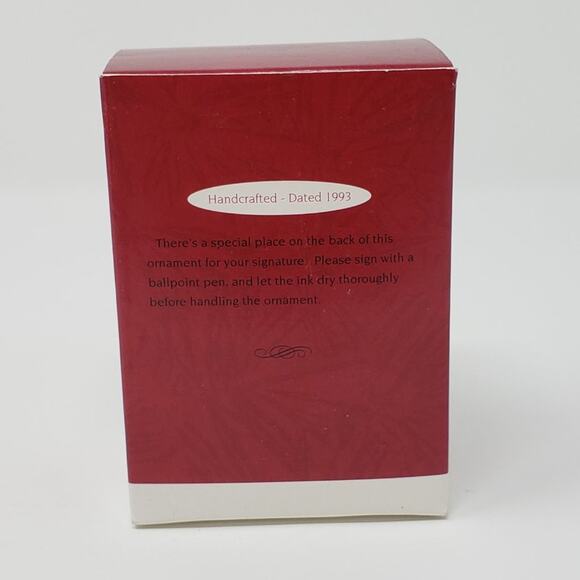 Handcrafted - Dated 1993
There's a special place on the back of this
ornament for your signature. Please sign with a
ballpoint pen, and let the ink dry thoroughly
before handling the ornament.